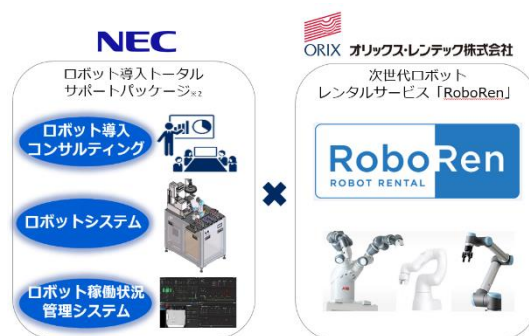 NEC
ロボット導入トータル
サポートパッケージ※2
ロボット導入
コンサルティング
ロボットシステム
ロボット稼働状況
管理システム
ORIX オリックス・レンテック株式会社
次世代ロボット
レンタルサービス「RoboRen」
RoboRen
ROBOT RENTAL